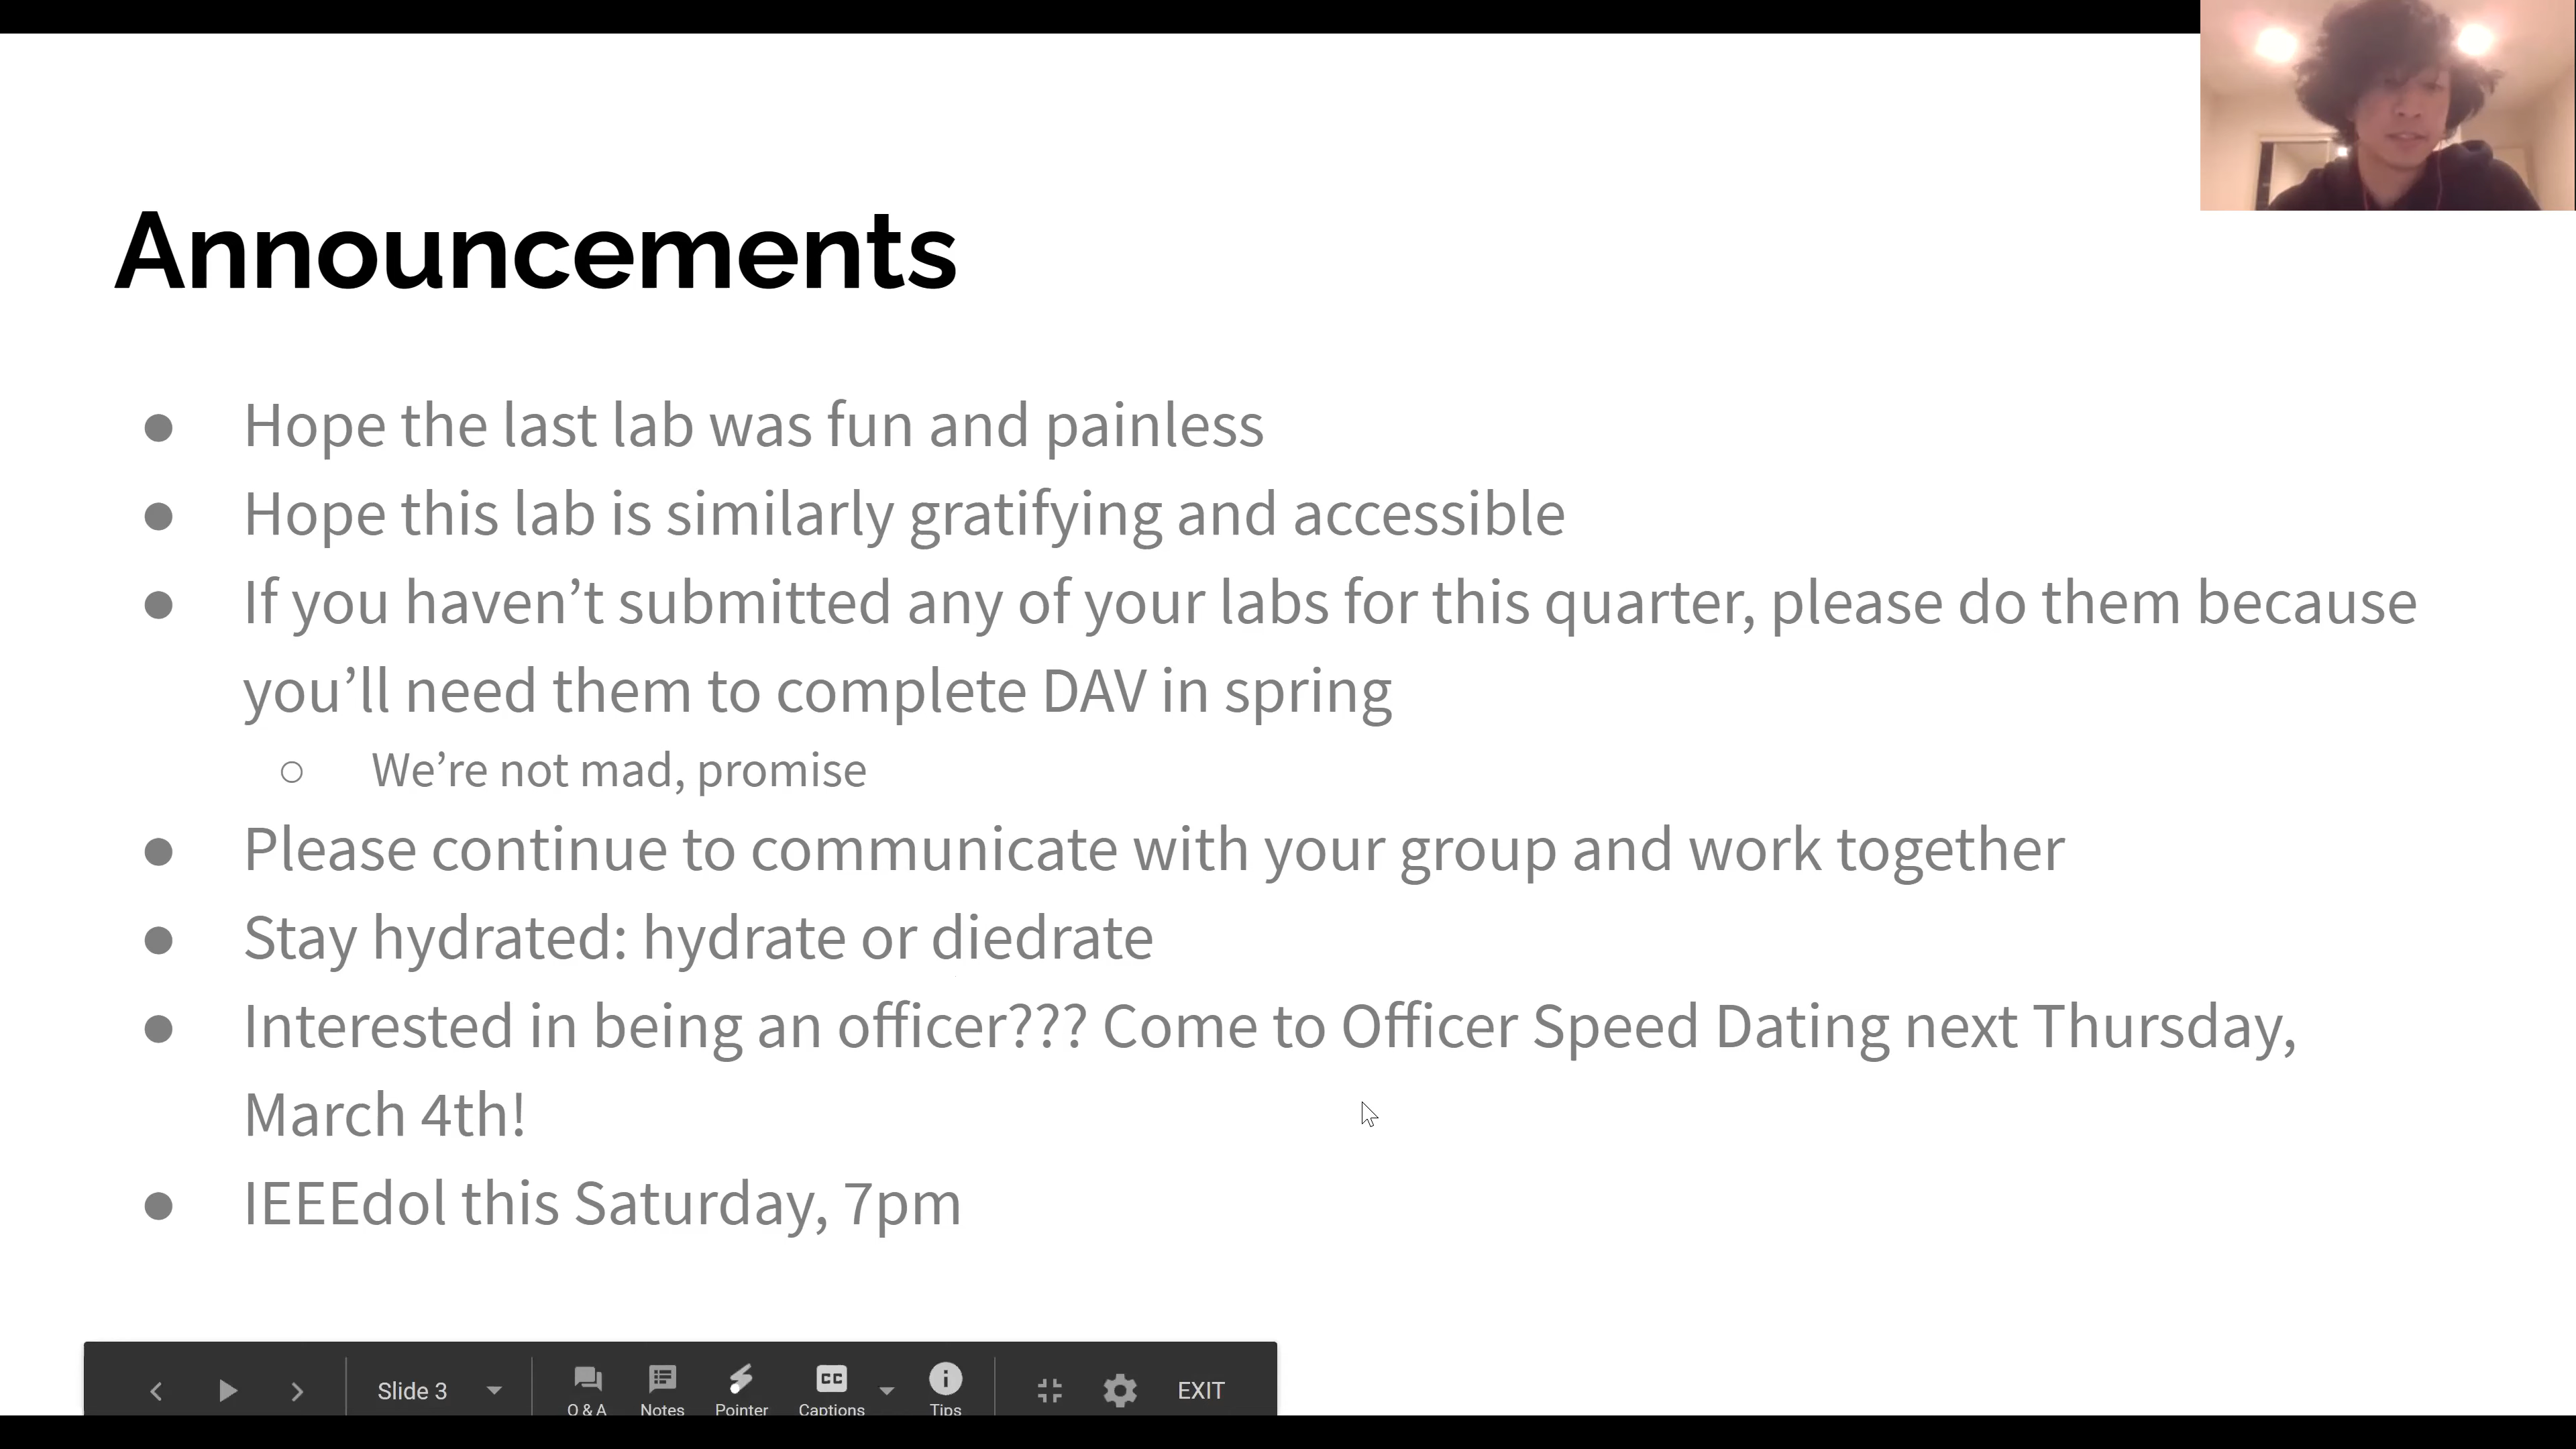 Announcements
● Hope the last lab was fun and painless
● Hope this lab is similarly gratifying and accessible
● If you haven’t submitted any of your labs for this quarter, please do them because
you’ll need them to complete DAV in spring
○ We’re not mad, promise
● Please continue to communicate with your group and work together
● Stay hydrated: hydrate or diedrate
● Interested in being an officer??? Come to Officer Speed Dating next Thursday,
March 4th!
● IEEEdol this Saturday, 7pm
Slide 3
CC
EXIT
Q & A Notes Pointer Captions Tips